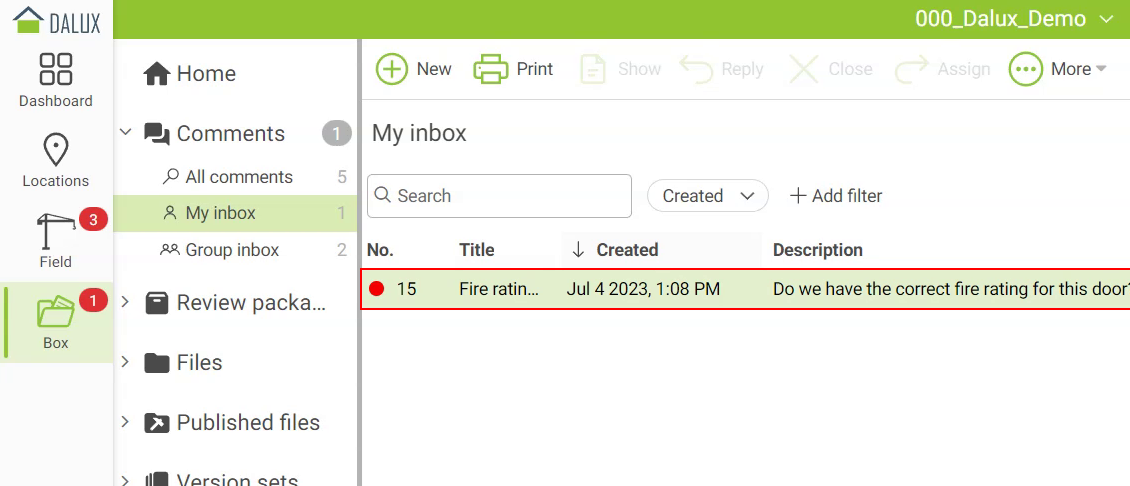 DALUX
000_Dalux_Demo
Dashboard
Locations
3
Field
1
Box
Home
Comments 1
All comments 5
My inbox 1
Group inbox 2
Review packa...
Files
Published files
Version sets
New Print Show Reply Close Assign More
My inbox
Search Created Add filter
No. Title Created Description
15 Fire ratin... Jul 4 2023, 1:08 PM Do we have the correct fire rating for this door?